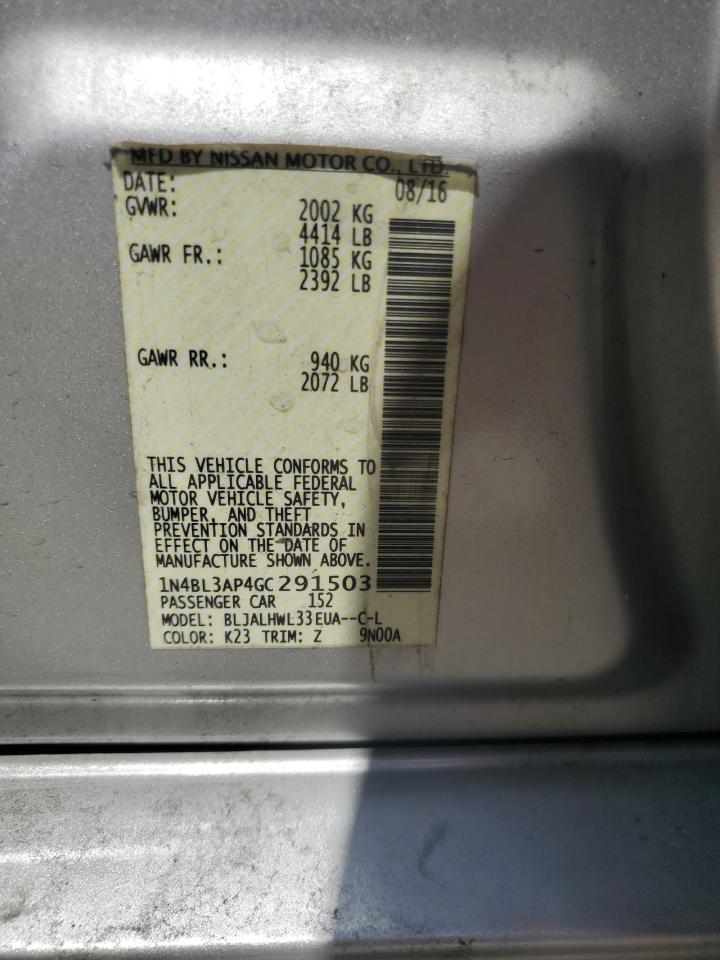 MFD BY NISSAN MOTOR CO., LTD.
DATE: 08/16
GVWR: 2002 KG
4414 LB
GAWR FR.: 1085 KG
2392 LB
GAWR RR.: 940 KG
2072 LB
THIS VEHICLE CONFORMS TO
ALL APPLICABLE FEDERAL
MOTOR VEHICLE SAFETY,
BUMPER, AND THEFT
PREVENTION STANDARDS IN
EFFECT ON THE DATE OF
MANUFACTURE SHOWN ABOVE.
1N4BL3AP4GC291503
PASSENGER CAR 152
MODEL: BLJALHWL33EUA--C-L
COLOR: K23 TRIM: Z 9N00A